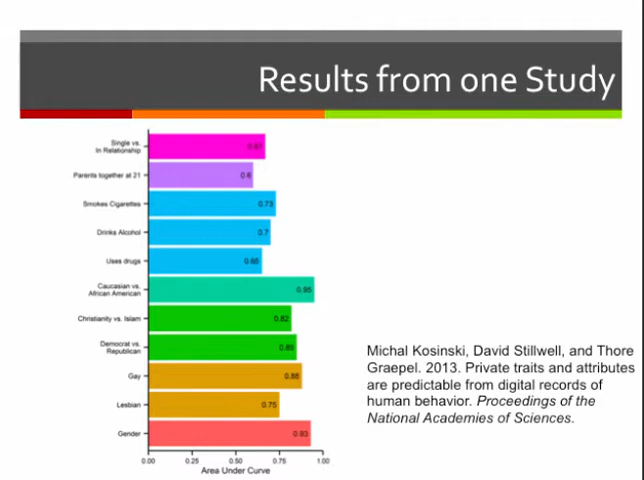 Results from one Study
Single vs.
In Relationship
0.67
Parents together at 21
0.6
Smokes Cigarettes
0.73
Drinks Alcohol
0.7
Uses drugs
0.65
Caucasian vs.
African American
0.95
Christianity vs. Islam
0.82
Democrat vs.
Republican
0.85
Gay
0.88
Lesbian
0.75
Gender
0.93
0.00 0.25 0.50 0.75 1.00
Area Under Curve
Michal Kosinski, David Stillwell, and Thore
Graepel. 2013. Private traits and attributes
are predictable from digital records of
human behavior. Proceedings of the
National Academies of Sciences.